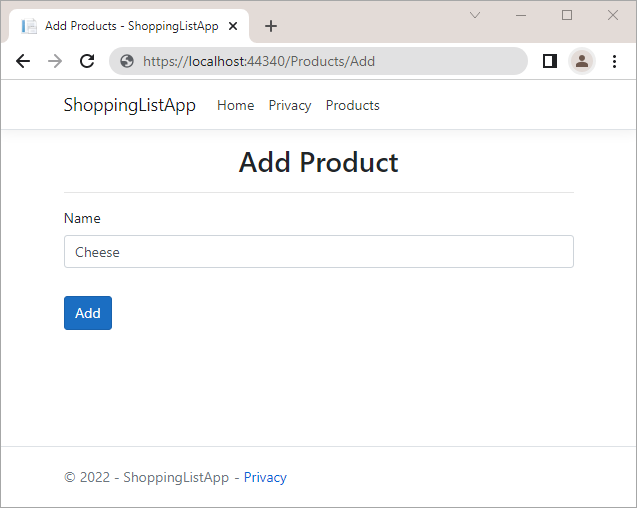 Add Products - ShoppingListApp
https://localhost:44340/Products/Add
ShoppingListApp Home Privacy Products
Add Product
Name
Cheese
Add
© 2022 - ShoppingListApp - Privacy